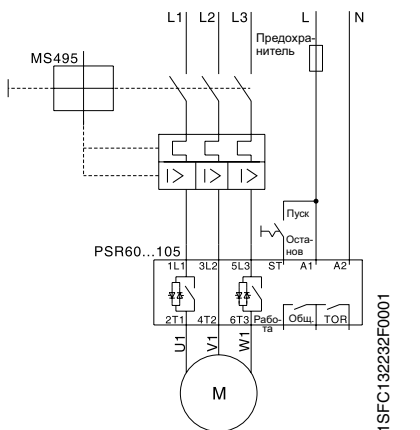 L1 L2 L3 L N
Предохра-
нитель
MS495
I> I> I>
Пуск
Оста-
нов
PSR60...105
1L1 3L2 5L3 ST A1 A2
2T1 4T2 6T3 Рабо-
та Общ. TOR
U1 V1 W1
M
1SFC132232F0001